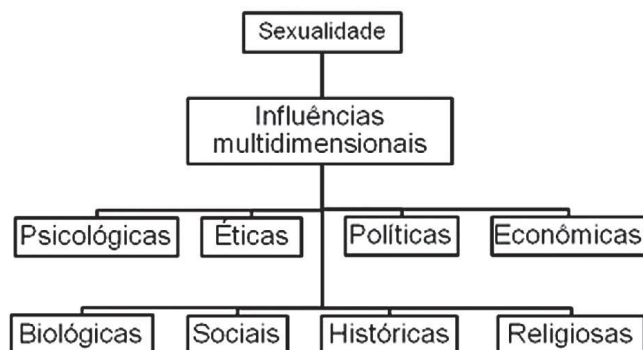 Sexualidade
Influências
multidimensionais
Psicológicas Éticas Políticas Econômicas
Biológicas Sociais Históricas Religiosas